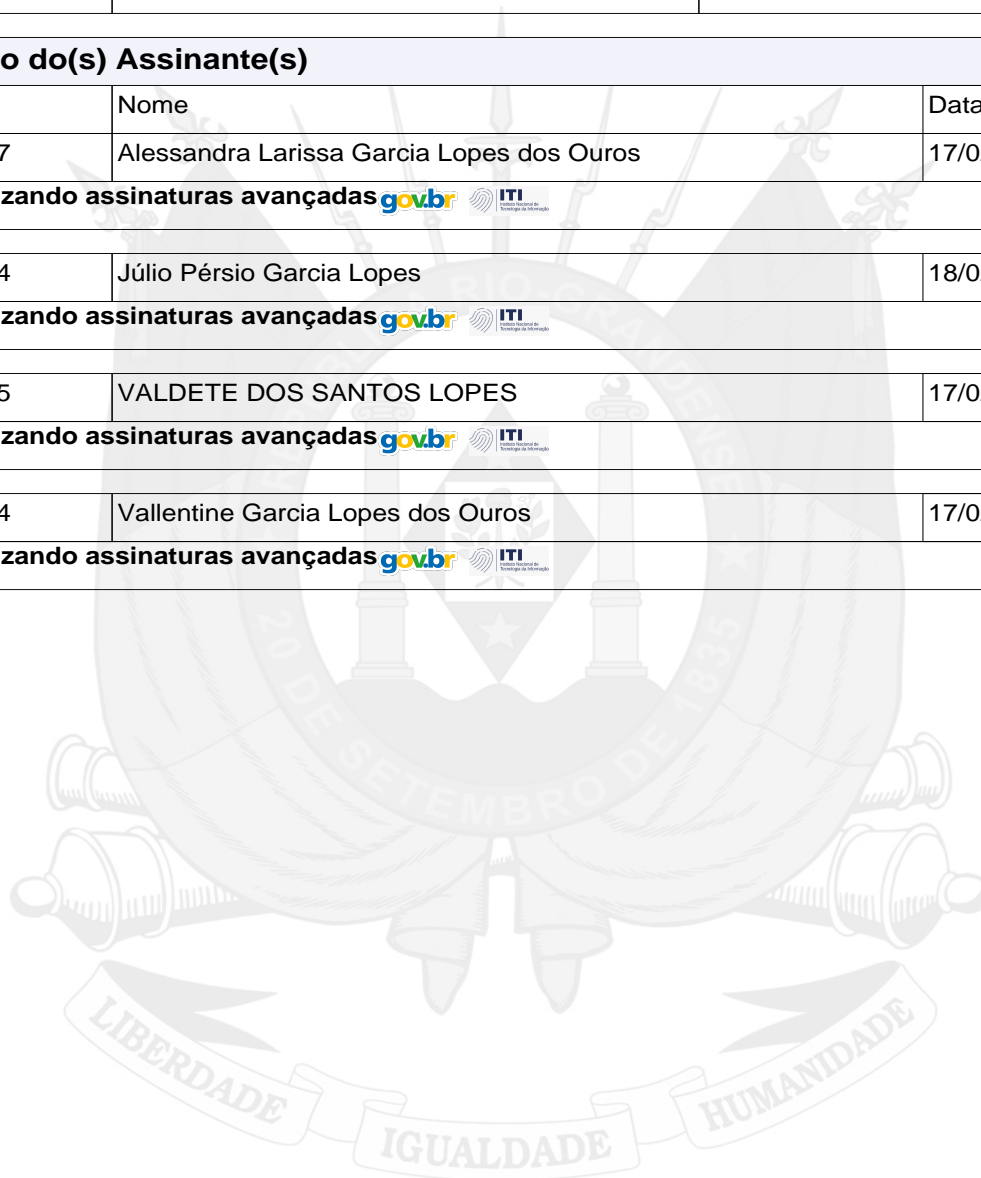 o do(s) Assinante(s)
Nome Data
7 Alessandra Larissa Garcia Lopes dos Ouros 17/0
zando assinaturas avançadas gov.br ITI
4 Júlio Pérsio Garcia Lopes 18/0
zando assinaturas avançadas gov.br ITI
5 VALDETE DOS SANTOS LOPES 17/0
zando assinaturas avançadas gov.br ITI
4 Vallentine Garcia Lopes dos Ouros 17/0
zando assinaturas avançadas gov.br ITI
RIO-GRANDENSE
20 DE SETEMBRO DE 1835
LIBERDADE IGUALDADE HUMANIDADE